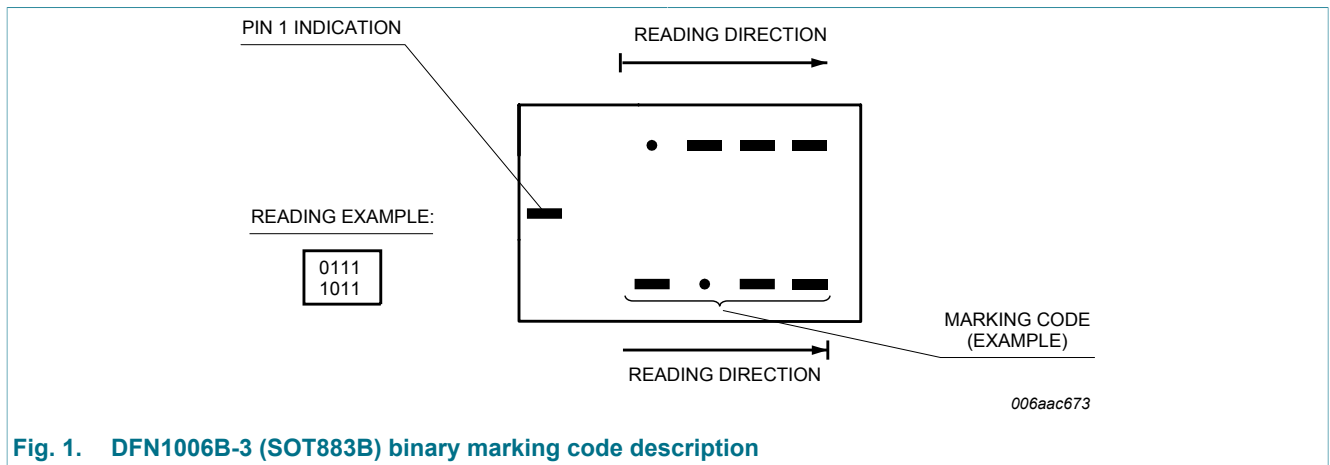 PIN 1 INDICATION
READING DIRECTION
READING EXAMPLE:
0111
1011
MARKING CODE
(EXAMPLE)
READING DIRECTION
006aac673
Fig. 1. DFN1006B-3 (SOT883B) binary marking code description